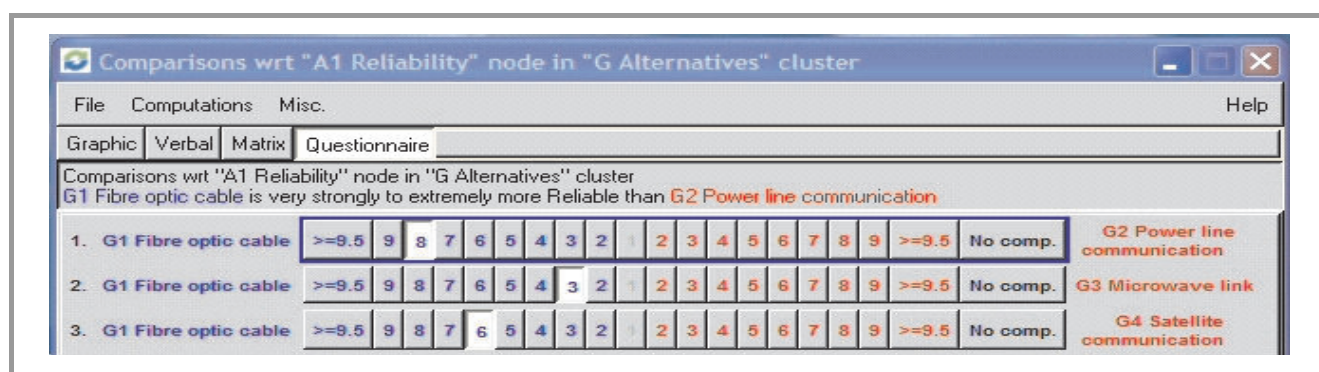 Comparisons wrt "A1 Reliability" node in "G Alternatives" cluster
File Computations Misc. Help
Graphic Verbal Matrix Questionnaire
Comparisons wrt "A1 Reliability" node in "G Alternatives" cluster
G1 Fibre optic cable is very strongly to extremely more Reliable than G2 Power line communication
1. G1 Fibre optic cable >=9.5 9 8 7 6 5 4 3 2 1 2 3 4 5 6 7 8 9 >=9.5 No comp. G2 Power line
communication
2. G1 Fibre optic cable >=9.5 9 8 7 6 5 4 3 2 1 2 3 4 5 6 7 8 9 >=9.5 No comp. G3 Microwave link
3. G1 Fibre optic cable >=9.5 9 8 7 6 5 4 3 2 1 2 3 4 5 6 7 8 9 >=9.5 No comp. G4 Satellite
communication